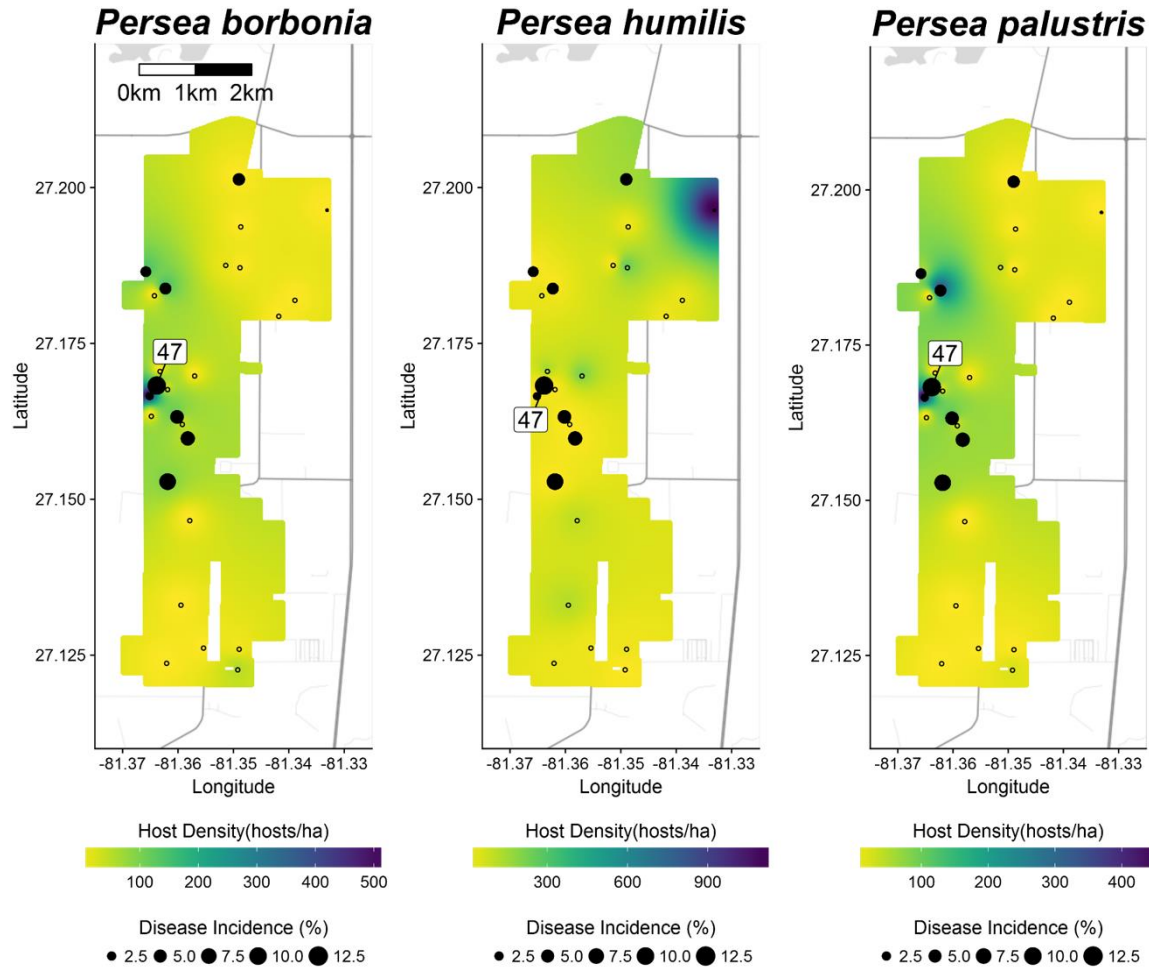 Persea borbonia
Persea humilis
Persea palustris
0km 1km 2km
27.200
27.175
27.150
27.125
Latitude
47
-81.37 -81.36 -81.35 -81.34 -81.33
Longitude
27.200
27.175
27.150
27.125
Latitude
47
-81.37 -81.36 -81.35 -81.34 -81.33
Longitude
27.200
27.175
27.150
27.125
Latitude
47
-81.37 -81.36 -81.35 -81.34 -81.33
Longitude
Host Density(hosts/ha)
100 200 300 400 500
Disease Incidence (%)
2.5 5.0 7.5 10.0 12.5
Host Density(hosts/ha)
300 600 900
Disease Incidence (%)
2.5 5.0 7.5 10.0 12.5
Host Density(hosts/ha)
100 200 300 400
Disease Incidence (%)
2.5 5.0 7.5 10.0 12.5